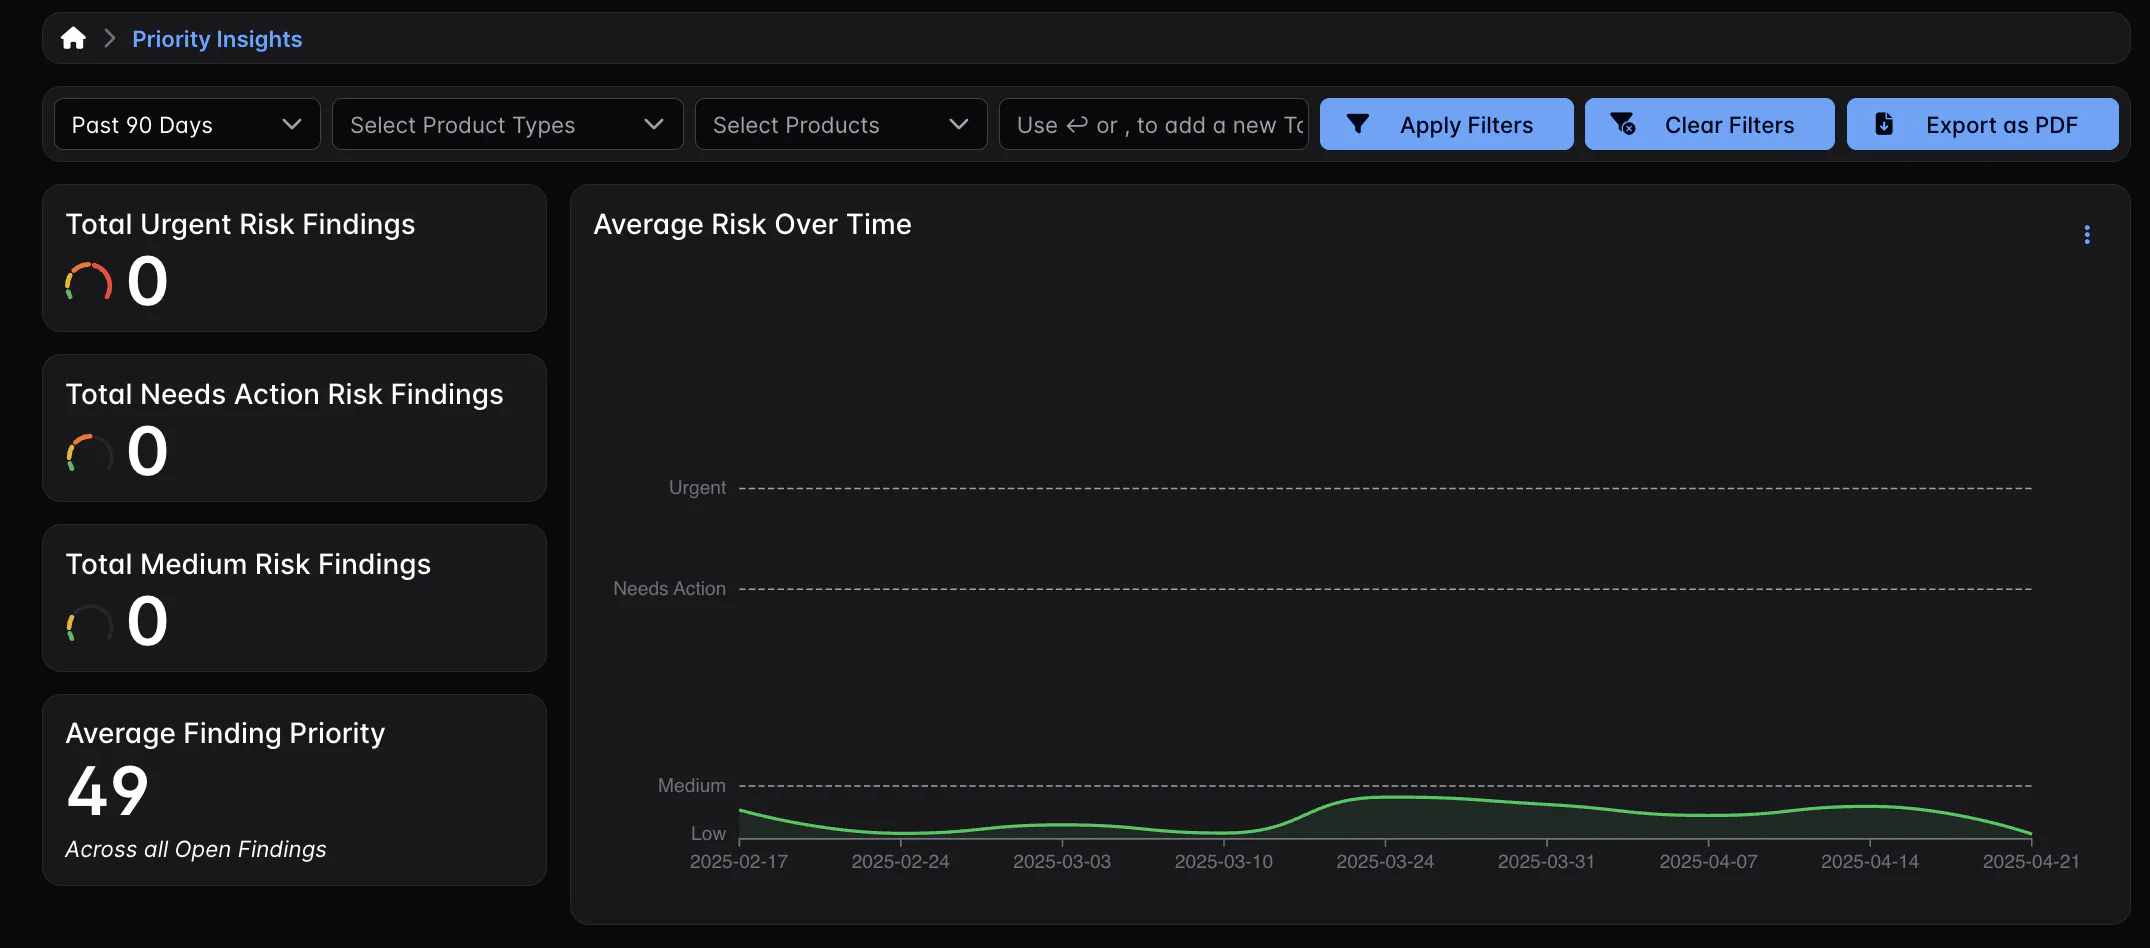 Priority Insights
Past 90 Days
Select Product Types
Select Products
Use ↩ or , to add a new
Apply Filters
Clear Filters
Export as PDF
Total Urgent Risk Findings
0
Total Needs Action Risk Findings
0
Total Medium Risk Findings
0
Average Finding Priority
49
Across all Open Findings
Average Risk Over Time
Urgent
Needs Action
Medium
Low
2025-02-17 2025-02-24 2025-03-03 2025-03-10 2025-03-24 2025-03-31 2025-04-07 2025-04-14 2025-04-21